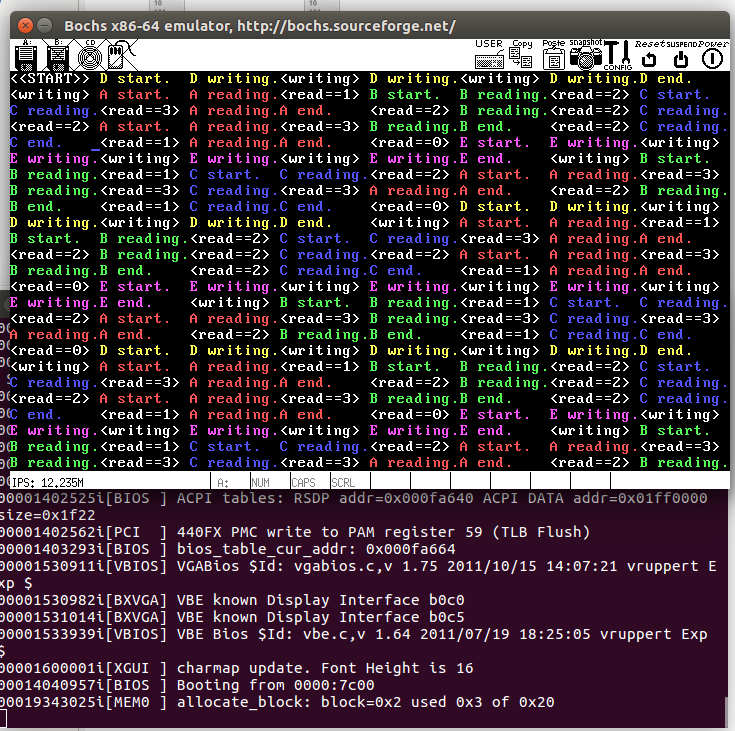 Bochs x86-64 emulator, http://bochs.sourceforge.net/
A: B: CD USER Copy Paste snapshot CONFIG Reset SUSPEND Power
<<START>> D start. D writing.<writing> D writing.<writing> D writing.D end.
<writing> A start. A reading.<read==1> B start. B reading.<read==2> C start.
C reading.<read==3> A reading.A end. <read==2> B reading.<read==2> C reading.
<read==2> A start. A reading.<read==3> B reading.B end. <read==2> C reading.
C end. _<read==1> A reading.A end. <read==0> E start. E writing.<writing>
E writing.<writing> E writing.<writing> E writing.E end. <writing> B start.
B reading.<read==1> C start. C reading.<read==2> A start. A reading.<read==3>
B reading.<read==3> C reading.<read==3> A reading.A end. <read==2> B reading.
B end. <read==1> C reading.C end. <read==0> D start. D writing.<writing>
D writing.<writing> D writing.D end. <writing> A start. A reading.<read==1>
B start. B reading.<read==2> C start. C reading.<read==3> A reading.A end.
<read==2> B reading.<read==2> C reading.<read==2> A start. A reading.<read==3>
B reading.B end. <read==2> C reading.C end. <read==1> A reading.A end.
<read==0> E start. E writing.<writing> E writing.<writing> E writing.<writing>
E writing.E end. <writing> B start. B reading.<read==1> C start. C reading.
<read==2> A start. A reading.<read==3> B reading.<read==3> C reading.<read==3>
A reading.A end. <read==2> B reading.B end. <read==1> C reading.C end.
<read==0> D start. D writing.<writing> D writing.<writing> D writing.D end.
<writing> A start. A reading.<read==1> B start. B reading.<read==2> C start.
C reading.<read==3> A reading.A end. <read==2> B reading.<read==2> C reading.
<read==2> A start. A reading.<read==3> B reading.B end. <read==2> C reading.
C end. <read==1> A reading.A end. <read==0> E start. E writing.<writing>
E writing.<writing> E writing.<writing> E writing.E end. <writing> B start.
B reading.<read==1> C start. C reading.<read==2> A start. A reading.<read==3>
B reading.<read==3> C reading.<read==3> A reading.A end. <read==2> B reading.
IPS: 12.235M A: NUM CAPS SCRL
00001402525i[BIOS ] ACPI tables: RSDP addr=0x000fa640 ACPI DATA addr=0x01ff0000
size=0x1f22
00001402562i[PCI ] 440FX PMC write to PAM register 59 (TLB Flush)
00001403293i[BIOS ] bios_table_cur_addr: 0x000fa664
00001530911i[VBIOS] VGABios $Id: vgabios.c,v 1.75 2011/10/15 14:07:21 vruppert E
xp $
00001530982i[BXVGA] VBE known Display Interface b0c0
00001531014i[BXVGA] VBE known Display Interface b0c5
00001533939i[VBIOS] VBE Bios $Id: vbe.c,v 1.64 2011/07/19 18:25:05 vruppert Exp
$
00001600001i[XGUI ] charmap update. Font Height is 16
00014040957i[BIOS ] Booting from 0000:7c00
00019343025i[MEM0 ] allocate_block: block=0x2 used 0x3 of 0x20